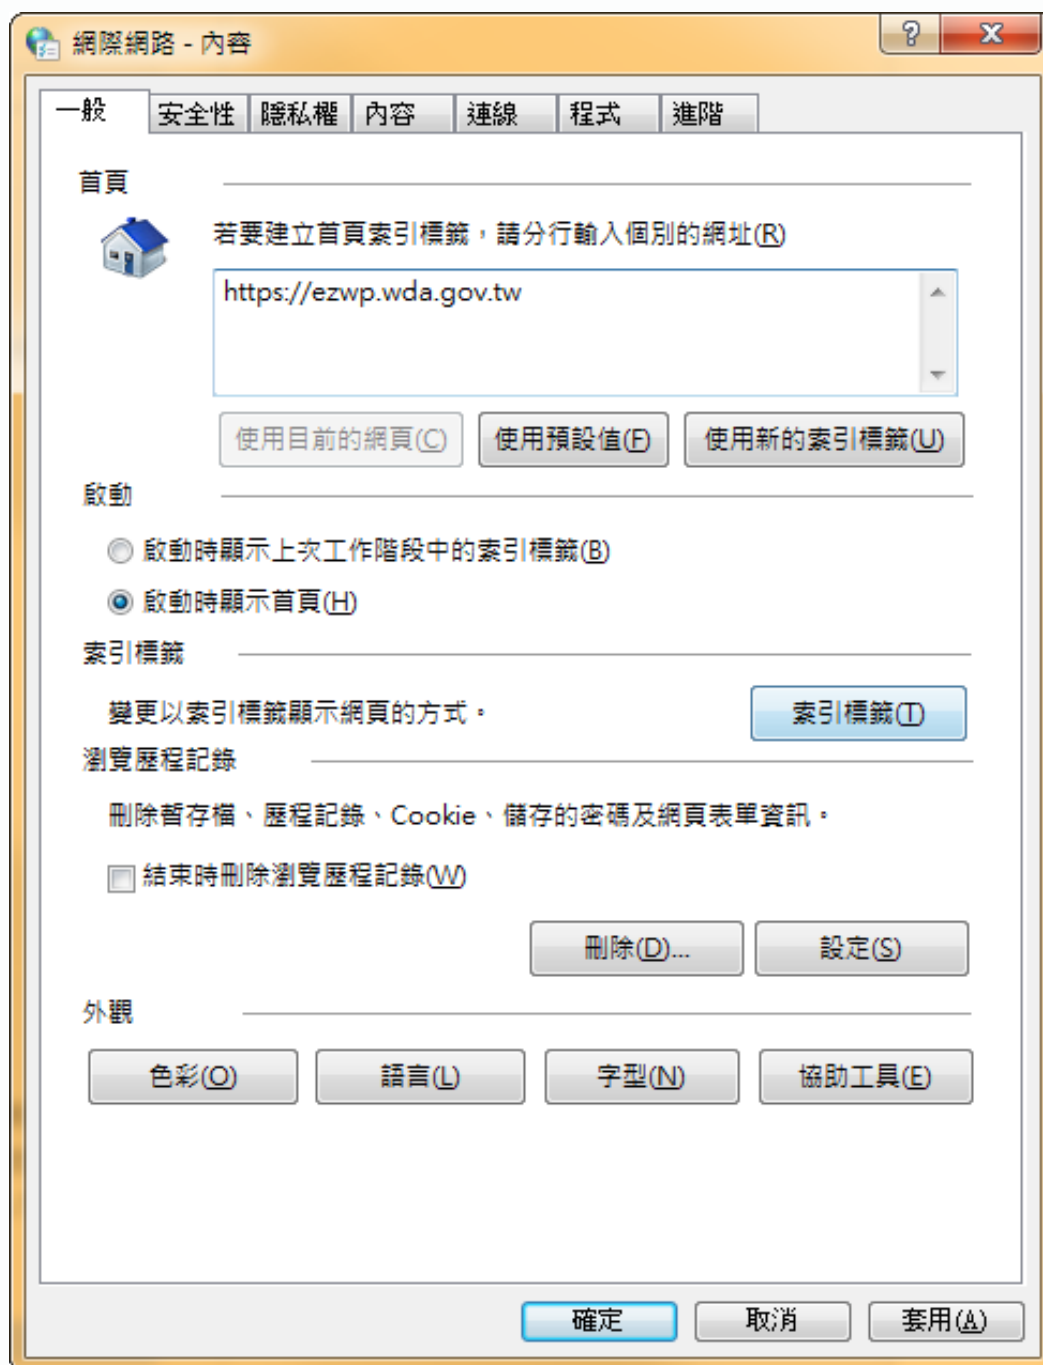 網際網路 - 內容
一般 安全性 隱私權 內容 連線 程式 進階
首頁
若要建立首頁索引標籤，請分行輸入個別的網址(R)
https://ezwp.wda.gov.tw
使用目前的網頁(C) 使用預設值(F) 使用新的索引標籤(U)
啟動
啟動時顯示上次工作階段中的索引標籤(B)
啟動時顯示首頁(H)
索引標籤
變更以索引標籤顯示網頁的方式。 索引標籤(T)
瀏覽歷程記錄
刪除暫存檔、歷程記錄、Cookie、儲存的密碼及網頁表單資訊。
結束時刪除瀏覽歷程記錄(W)
刪除(D)... 設定(S)
外觀
色彩(O) 語言(L) 字型(N) 協助工具(E)
確定 取消 套用(A)